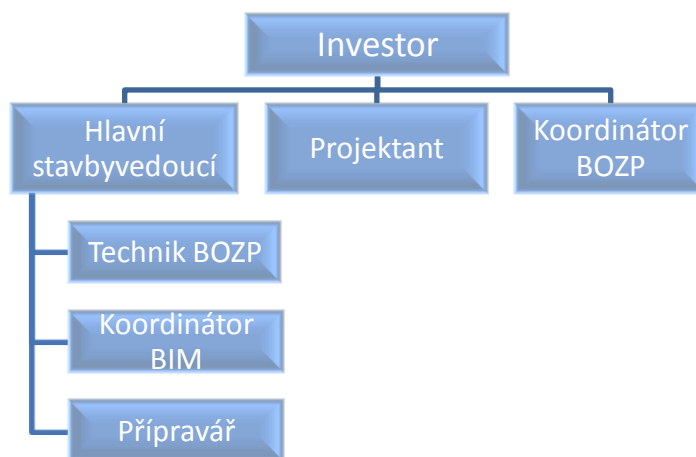 Investor
Hlavní
stavbyvedoucí
Projektant
Koordinátor
BOZP
Technik BOZP
Koordinátor
BIM
Přípravář